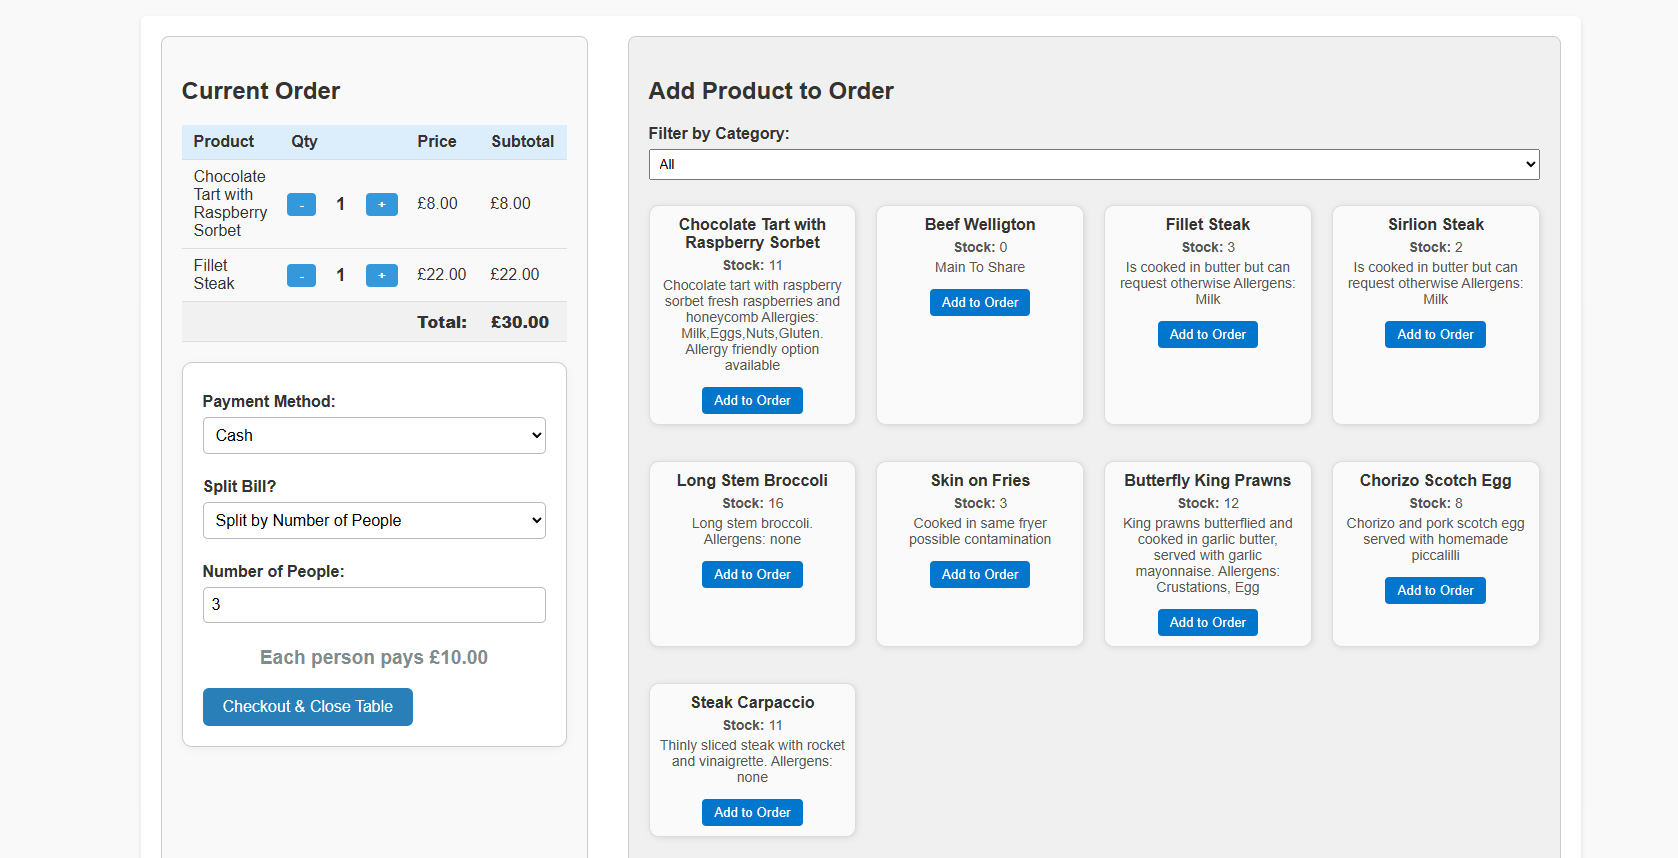 Current Order
Product Qty Price Subtotal
Chocolate
Tart with
Raspberry
Sorbet
- 1 + £8.00 £8.00
Fillet
Steak
- 1 + £22.00 £22.00
Total: £30.00
Payment Method:
Cash
Split Bill?
Split by Number of People
Number of People:
3
Each person pays £10.00
Checkout & Close Table
Add Product to Order
Filter by Category:
All
Chocolate Tart with
Raspberry Sorbet
Stock: 11
Chocolate tart with raspberry
sorbet fresh raspberries and
honeycomb Allergies:
Milk,Eggs,Nuts,Gluten.
Allergy friendly option
available
Add to Order
Beef Welligton
Stock: 0
Main To Share
Add to Order
Fillet Steak
Stock: 3
Is cooked in butter but can
request otherwise Allergens:
Milk
Add to Order
Sirlion Steak
Stock: 2
Is cooked in butter but can
request otherwise Allergens:
Milk
Add to Order
Long Stem Broccoli
Stock: 16
Long stem broccoli.
Allergens: none
Add to Order
Skin on Fries
Stock: 3
Cooked in same fryer
possible contamination
Add to Order
Butterfly King Prawns
Stock: 12
King prawns butterflied and
cooked in garlic butter,
served with garlic
mayonnaise. Allergens:
Crustations, Egg
Add to Order
Chorizo Scotch Egg
Stock: 8
Chorizo and pork scotch egg
served with homemade
piccalilli
Add to Order
Steak Carpaccio
Stock: 11
Thinly sliced steak with rocket
and vinaigrette. Allergens:
none
Add to Order